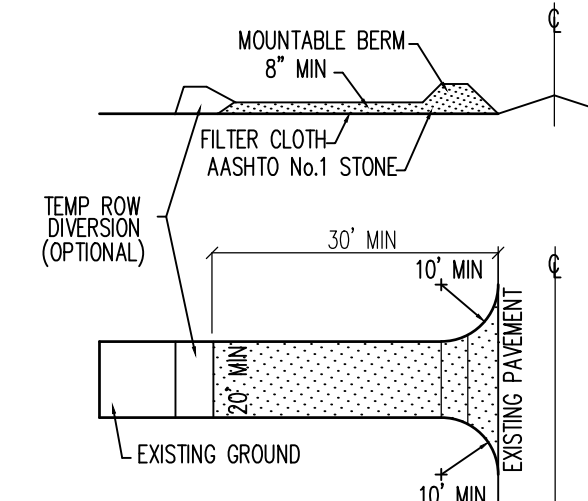 ℄
MOUNTABLE BERM
8" MIN
FILTER CLOTH
AASHTO No.1 STONE
TEMP ROW
DIVERSION
(OPTIONAL)
30' MIN
10' MIN
℄
20' MIN
EXISTING PAVEMENT
EXISTING GROUND
10' MIN